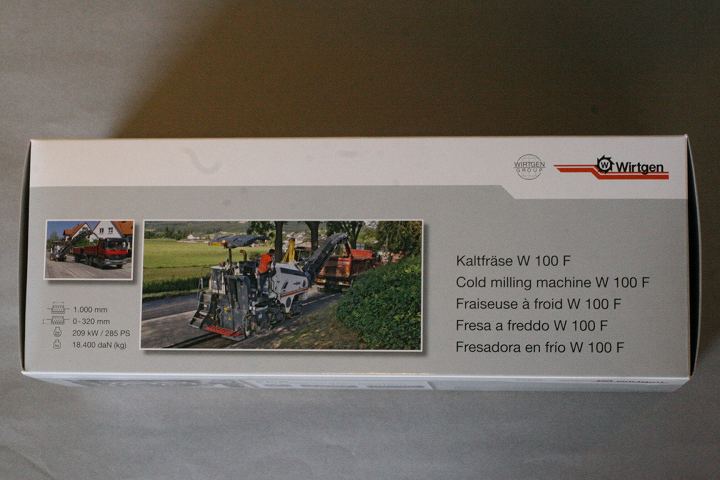 WIRTGEN
GROUP
W Wirtgen
Kaltfräse W 100 F
Cold milling machine W 100 F
Fraiseuse à froid W 100 F
Fresa a freddo W 100 F
Fresadora en frío W 100 F
1.000 mm
0-320 mm
209 kW / 285 PS
18.400 daN (kg)